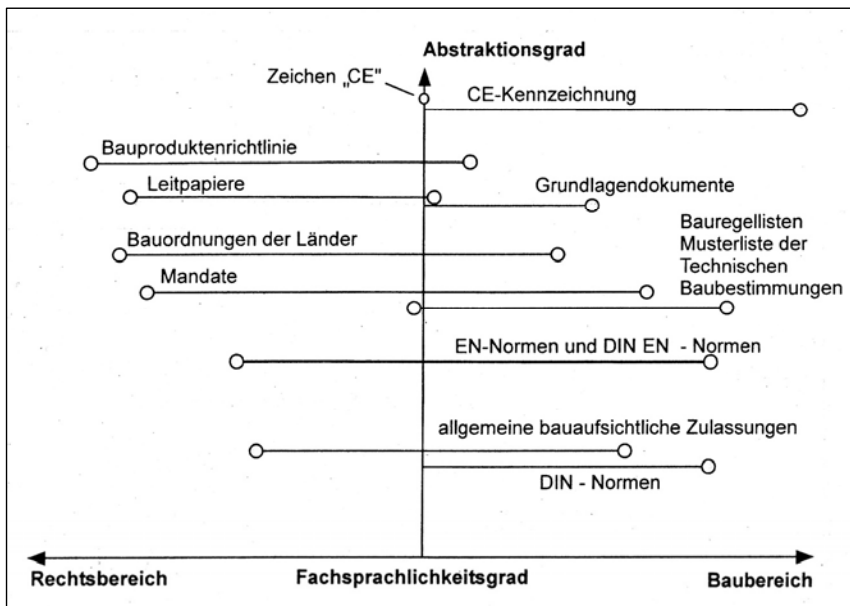 Abstraktionsgrad
Zeichen „CE"
CE-Kennzeichnung
Bauproduktenrichtlinie
Leitpapiere
Grundlagendokumente
Bauregellisten
Musterliste der
Technischen
Baubestimmungen
Bauordnungen der Länder
Mandate
EN-Normen und DIN EN - Normen
allgemeine bauaufsichtliche Zulassungen
DIN - Normen
Rechtsbereich
Fachsprachlichkeitsgrad
Baubereich